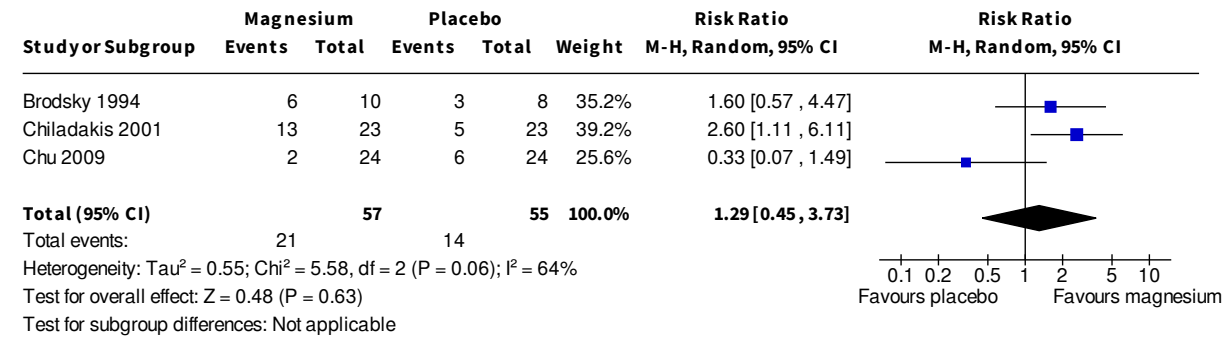 Magnesium Placebo Risk Ratio Risk Ratio
Study or Subgroup Events Total Events Total Weight M-H, Random, 95% CI M-H, Random, 95% CI
Brodsky 1994 6 10 3 8 35.2% 1.60 [0.57 , 4.47]
Chiladakis 2001 13 23 5 23 39.2% 2.60 [1.11 , 6.11]
Chu 2009 2 24 6 24 25.6% 0.33 [0.07 , 1.49]
Total (95% CI) 57 55 100.0% 1.29 [0.45 , 3.73]
Total events: 21 14
Heterogeneity: Tau² = 0.55; Chi² = 5.58, df = 2 (P = 0.06); I² = 64%
0.1 0.2 0.5 1 2 5 10
Test for overall effect: Z = 0.48 (P = 0.63) Favours placebo Favours magnesium
Test for subgroup differences: Not applicable